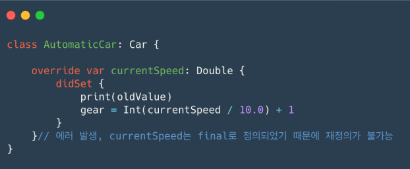 class AutomaticCar: Car {
override var currentSpeed: Double {
didSet {
print(oldValue)
gear = Int(currentSpeed / 10.0) + 1
}
}// 에러 발생, currentSpeed는 final로 정의되었기 때문에 재정의가 불가능
}